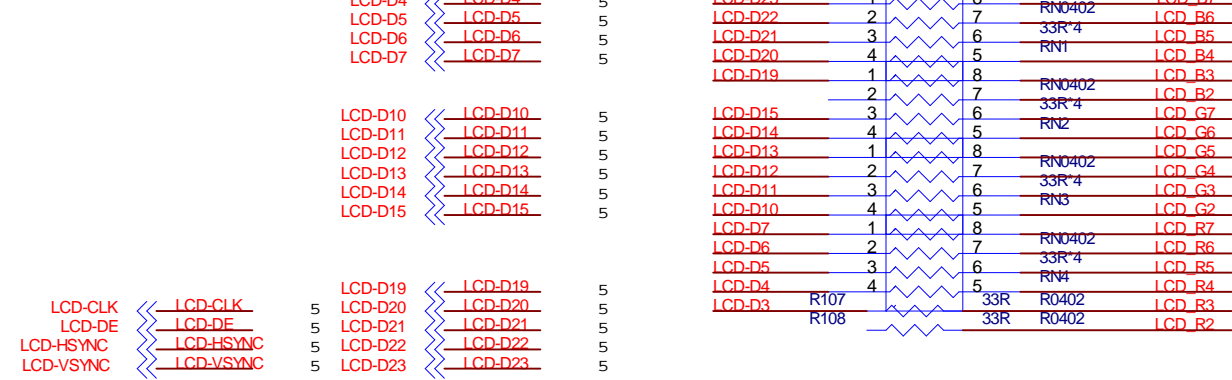 LCD-D4 LCD-D4 5
LCD-D5 LCD-D5 5
LCD-D6 LCD-D6 5
LCD-D7 LCD-D7 5
LCD-D10 LCD-D10 5
LCD-D11 LCD-D11 5
LCD-D12 LCD-D12 5
LCD-D13 LCD-D13 5
LCD-D14 LCD-D14 5
LCD-D15 LCD-D15 5
LCD-CLK LCD-CLK 5
LCD-DE LCD-DE 5
LCD-HSYNC LCD-HSYNC 5
LCD-VSYNC LCD-VSYNC 5
LCD-D19 LCD-D19 5
LCD-D20 LCD-D20 5
LCD-D21 LCD-D21 5
LCD-D22 LCD-D22 5
LCD-D23 LCD-D23 5
LCD-D23 1 8 LCD_B7
RN0402
LCD-D22 2 7 LCD_B6
33R*4
LCD-D21 3 6 LCD_B5
RN1
LCD-D20 4 5 LCD_B4
LCD-D19 1 8 LCD_B3
RN0402
2 7 LCD_B2
33R*4
LCD-D15 3 6 LCD_G7
RN2
LCD-D14 4 5 LCD_G6
LCD-D13 1 8 LCD_G5
RN0402
LCD-D12 2 7 LCD_G4
33R*4
LCD-D11 3 6 LCD_G3
RN3
LCD-D10 4 5 LCD_G2
LCD-D7 1 8 LCD_R7
RN0402
LCD-D6 2 7 LCD_R6
33R*4
LCD-D5 3 6 LCD_R5
RN4
LCD-D4 4 5 LCD_R4
LCD-D3 R107 33R R0402 LCD_R3
R108 33R R0402 LCD_R2